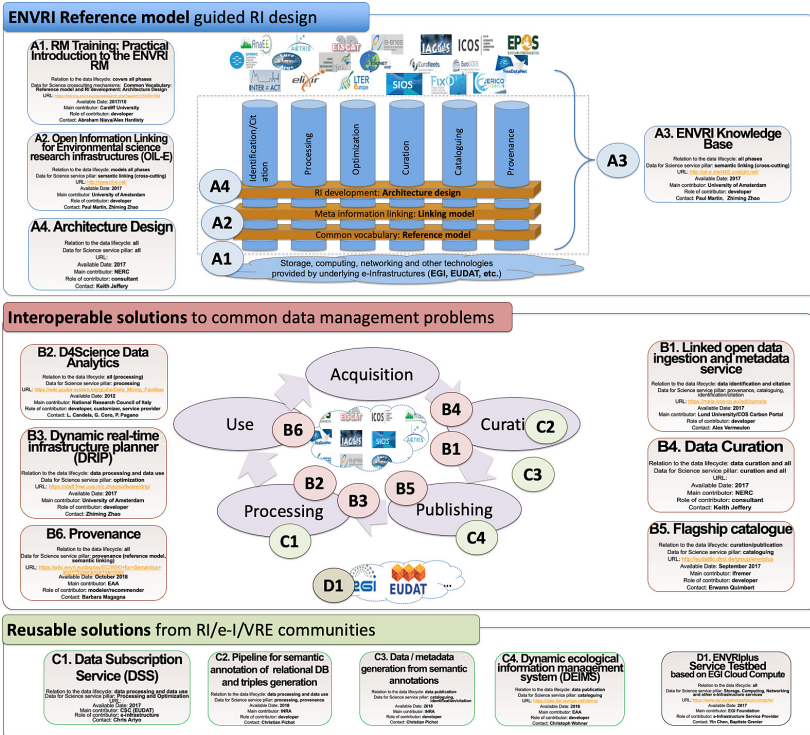 ENVRI Reference model guided RI design
A1. RM Training: Practical
Introduction to the ENVRI
RM
Relation to the data lifecycle: covers all phases
Data for Science crosscutting mechanisms: Common Vocabulary:
Reference model and RI development: Architecture Design
Available Date: 2017/10
Main contributor: Cardiff University
Role of contributor: developer
Contact: Abraham Nieva/Alex Hardisty
A2. Open Information Linking
for Environmental science
research infrastructures (OIL-E)
Relation to the data lifecycle: models all phases
Data for Science service pillar: semantic linking (cross-cutting)
Available Date: 2017
Main contributor: University of Amsterdam
Role of contributor: developer
Contact: Paul Martin, Zhiming Zhao
A4. Architecture Design
Relation to the data lifecycle: all
Data for Science service pillar: all
URL:
Available Date: 2017
Main contributor: NERC
Role of contributor: consultant
Contact: Keith Jeffery
AnaEE
ACTRIS
EISCAT
IAGOS
ICOS
EPOS
SeaDataNet
INTER ACT
elixir
LTER
Europe
Eurofleets
EuroGOOS
SIOS
FixO3
JERICO
Identification/Cit
ation
Processing
Optimization
Curation
Cataloguing
Provenance
A4
RI development: Architecture design
Meta information linking: Linking model
A2
Common vocabulary: Reference model
A1
Storage, computing, networking and other technologies
provided by underlying e-Infrastructures (EGI, EUDAT, etc.)
A3
A3. ENVRI Knowledge
Base
Relation to the data lifecycle: all phases
Data for Science service pillar: semantic linking (cross-cutting)
Available Date: 2017
Main contributor: University of Amsterdam
Role of contributor: developer
Contact: Paul Martin, Zhiming Zhao
Interoperable solutions to common data management problems
B2. D4Science Data
Analytics
Relation to the data lifecycle: all (processing)
Data for Science service pillar: processing
Available Date: 2012
Main contributor: National Research Council of Italy
Role of contributor: developer, customizer, service provider
Contact: L. Candela, G. Coro, P. Pagano
B3. Dynamic real-time
infrastructure planner
(DRIP)
Relation to the data lifecycle: data processing and data use
Data for Science service pillar: optimization
Available Date: 2017
Main contributor: University of Amsterdam
Role of contributor: developer
Contact: Zhiming Zhao
B6. Provenance
Relation to the data lifecycle: all
Data for Science service pillar: provenance (reference model,
semantic linking)
Available Date: October 2018
Main contributor: EAA
Role of contributor: modeler/recommender
Contact: Barbara Magagna
Acquisition
Use
B6
EISCAT
ICOS
IAGOS
SIOS
ACTRIS
B4
Curati
C2
B1
C3
B2
B3
B5
Processing
Publishing
C1
C4
D1
EGI
EUDAT
...
B1. Linked open data
ingestion and metadata
service
Relation to the data lifecycle: data identification and citation
Data for Science service pillar: provenance, cataloguing,
identification/citation
Available Date: 2017
Main contributor: Lund University/COS Carbon Portal
Role of contributor: developer
Contact: Alex Vermeulen
B4. Data Curation
Relation to the data lifecycle: data curation and all
Data for Science service pillar: curation and all
URL:
Available Date: 2017
Main contributor: NERC
Role of contributor: consultant
Contact: Keith Jeffery
B5. Flagship catalogue
Relation to the data lifecycle: curation/publication
Data for Science service pillar: cataloguing
Available Date: September 2017
Main contributor: Ifremer
Role of contributor: developer
Contact: Erwann Quimbert
Reusable solutions from RI/e-I/VRE communities
C1. Data Subscription
Service (DSS)
Relation to the data lifecycle: data processing and data use
Data for Science service pillar: Processing and Optimization
URL:
Available Date: 2017
Main contributor: CSC (EUDAT)
Role of contributor: e-infrastructure
Contact: Chris Ariyo
C2. Pipeline for semantic
annotation of relational DB
and triples generation
Relation to the data lifecycle: data processing and data use
Data for Science service pillar: processing, provenance
Available Date: 2018
Main contributor: INRA
Role of contributor: developer
Contact: Christian Pichot
C3. Data / metadata
generation from semantic
annotations
Relation to the data lifecycle: data publication
Data for Science service pillar: cataloguing,
identification/citation
Available Date: 2018
Main contributor: INRA
Role of contributor: developer
Contact: Christian Pichot
C4. Dynamic ecological
information management
system (DEIMS)
Relation to the data lifecycle: data publication
Data for Science service pillar: cataloguing
Available Date: 2016
Main contributor: EAA
Role of contributor: developer
Contact: Christoph Wohner
D1. ENVRIplus
Service Testbed
based on EGI Cloud Compute
Relation to the data lifecycle: all
Data for Science service pillar: Storage, Computing, Networking
and other e-Infrastructure services
Available Date: 2017
Main contributor: EGI Foundation
Role of contributor: e-Infrastructure Service Provider
Contact: Yin Chen, Baptiste Grenier